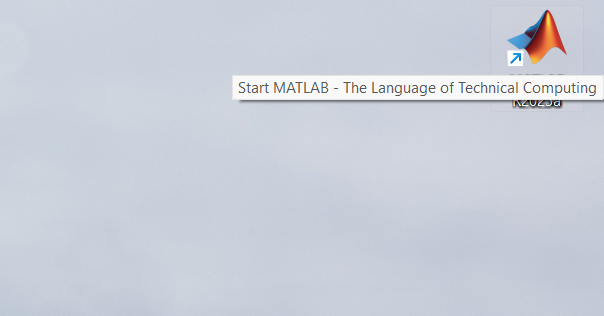 Start MATLAB - The Language of Technical Computing